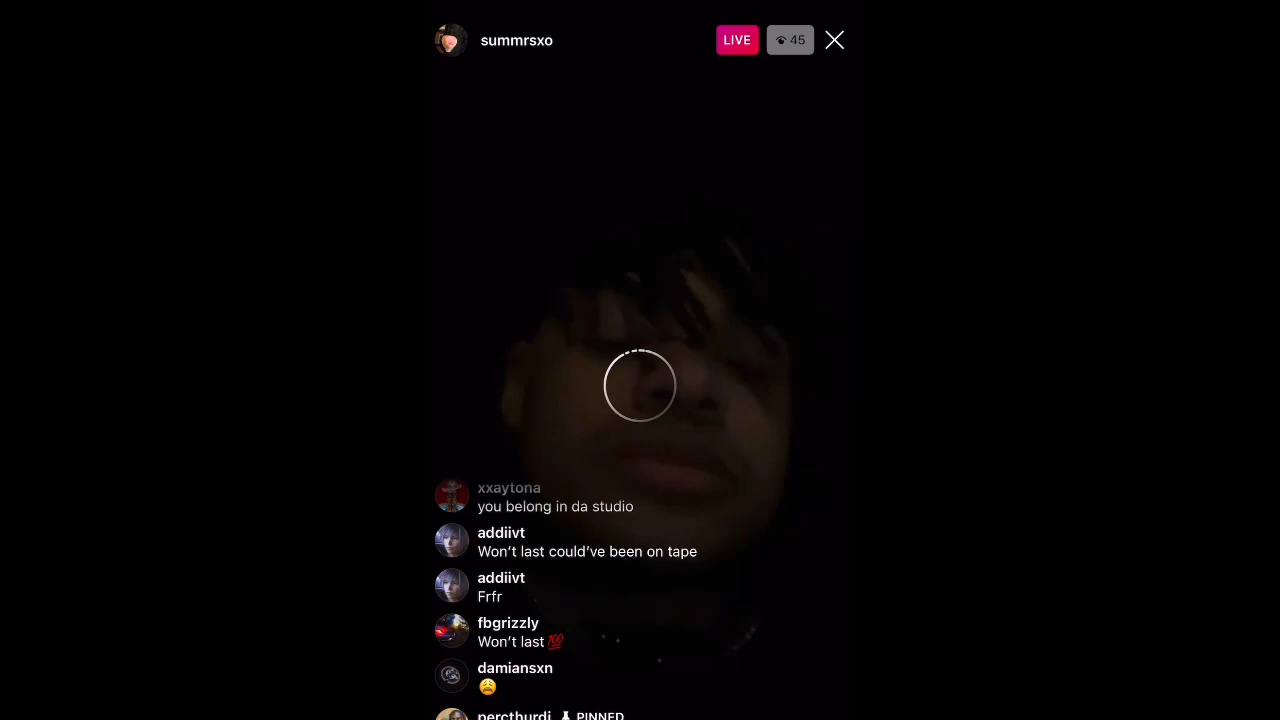 summrsxo
LIVE
45
xxaytona
you belong in da studio
addiivt
Won't last could've been on tape
addiivt
Frfr
fbgrizzly
Won't last 💯
damiansxn
😩
percthurdi PINNED